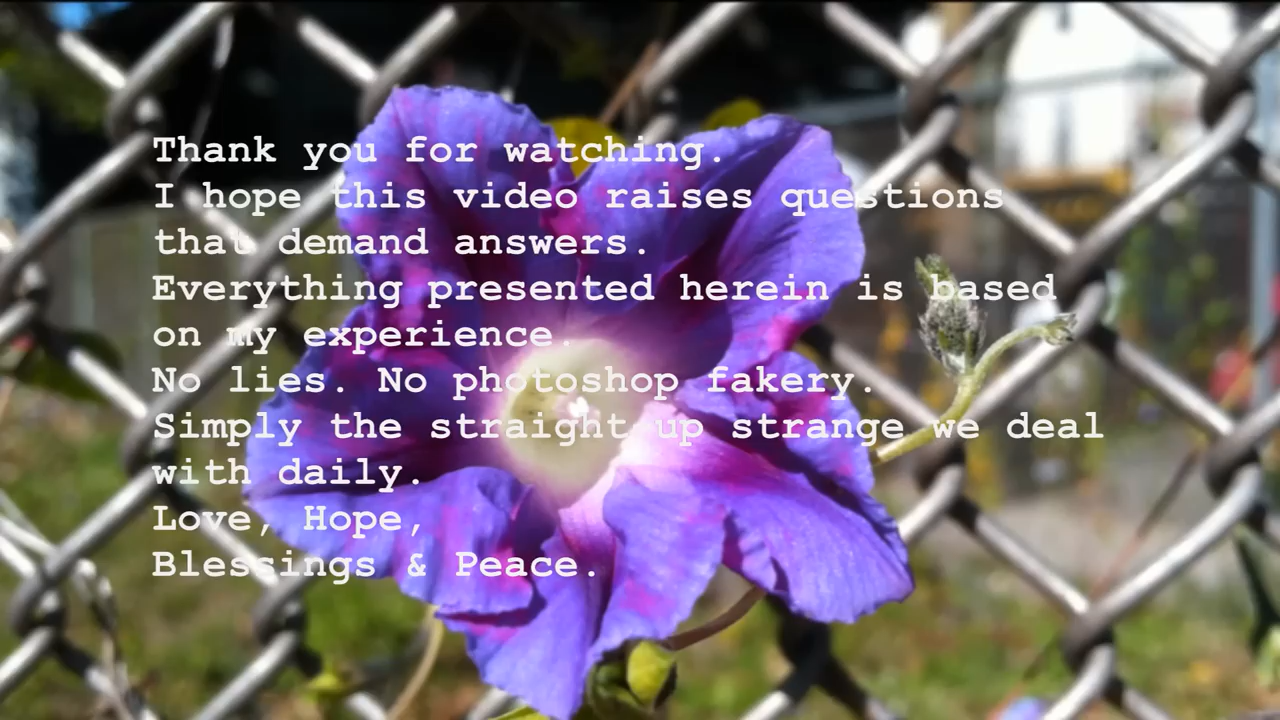 Thank you for watching.
I hope this video raises questions
that demand answers.
Everything presented herein is based
on my experience.
No lies. No photoshop fakery.
Simply the straight up strange we deal
with daily.
Love, Hope,
Blessings & Peace.